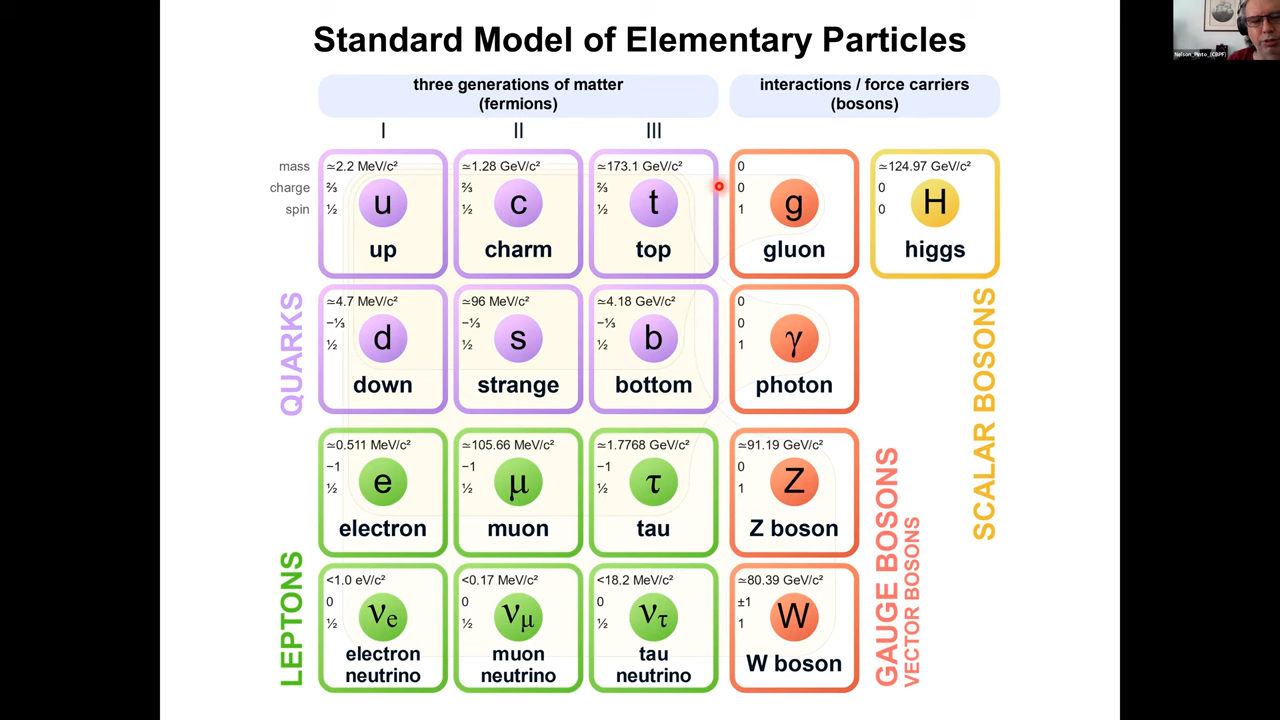 Standard Model of Elementary Particles
three generations of matter
(fermions)
interactions / force carriers
(bosons)
I
II
III
mass
charge
spin
≃2.2 MeV/c²
⅔
½
u
up
≃1.28 GeV/c²
⅔
½
c
charm
≃173.1 GeV/c²
⅔
½
t
top
0
0
1
g
gluon
≃124.97 GeV/c²
0
0
H
higgs
QUARKS
≃4.7 MeV/c²
−⅓
½
d
down
≃96 MeV/c²
−⅓
½
s
strange
≃4.18 GeV/c²
−⅓
½
b
bottom
0
0
1
γ
photon
SCALAR BOSONS
LEPTONS
≃0.511 MeV/c²
−1
½
e
electron
≃105.66 MeV/c²
−1
½
μ
muon
≃1.7768 GeV/c²
−1
½
τ
tau
≃91.19 GeV/c²
0
1
Z
Z boson
<1.0 eV/c²
0
½
νe
electron
neutrino
<0.17 MeV/c²
0
½
νμ
muon
neutrino
<18.2 MeV/c²
0
½
ντ
tau
neutrino
≃80.39 GeV/c²
±1
1
W
W boson
GAUGE BOSONS
VECTOR BOSONS
Nelson_Pinto_(CBPF)